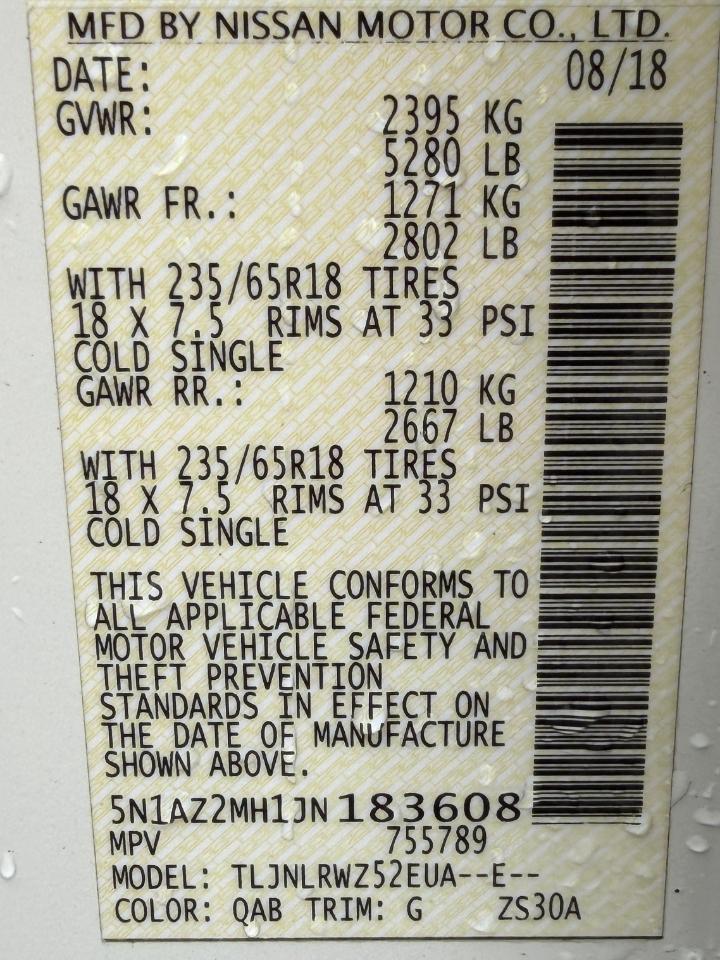 MFD BY NISSAN MOTOR CO., LTD.
DATE: 08/18
GVWR: 2395 KG
5280 LB
GAWR FR.: 1271 KG
2802 LB
WITH 235/65R18 TIRES
18 X 7.5 RIMS AT 33 PSI
COLD SINGLE
GAWR RR.: 1210 KG
2667 LB
WITH 235/65R18 TIRES
18 X 7.5 RIMS AT 33 PSI
COLD SINGLE
THIS VEHICLE CONFORMS TO
ALL APPLICABLE FEDERAL
MOTOR VEHICLE SAFETY AND
THEFT PREVENTION
STANDARDS IN EFFECT ON
THE DATE OF MANUFACTURE
SHOWN ABOVE.
5N1AZ2MH1JN183608
MPV 755789
MODEL: TLJNLRWZ52EUA--E--
COLOR: QAB TRIM: G ZS30A